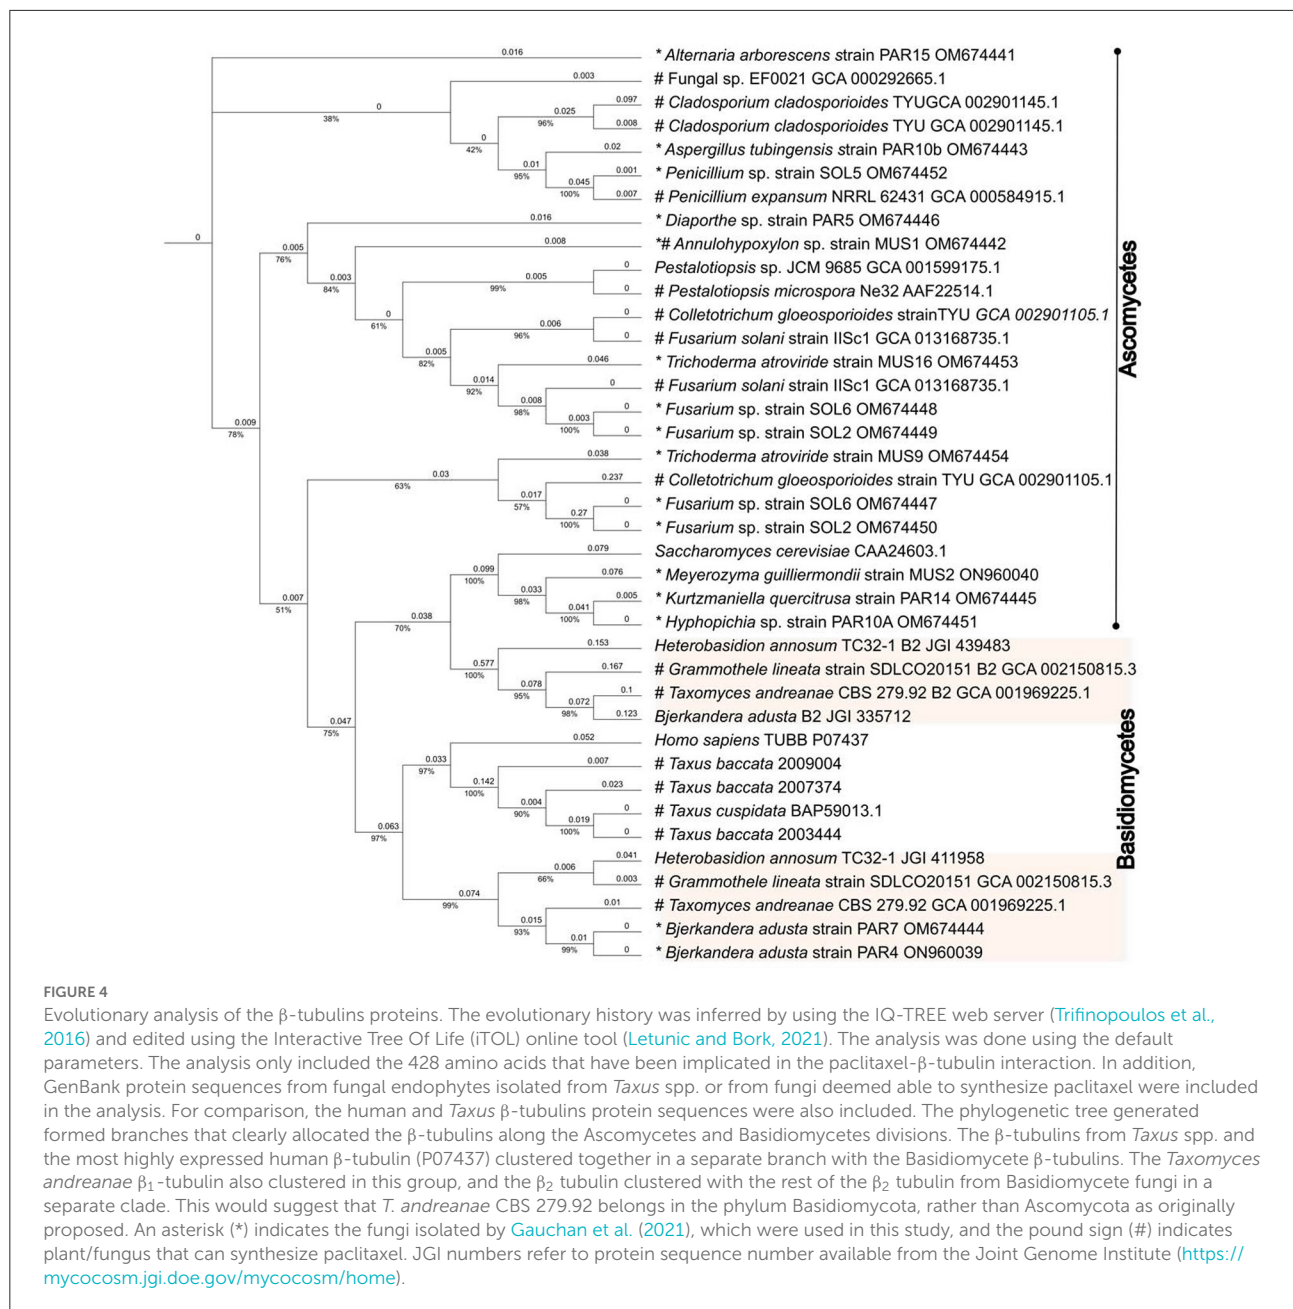 0.016
* Alternaria arborescens strain PAR15 OM674441
0.003
# Fungal sp. EF0021 GCA 000292665.1
0
38%
0.097
# Cladosporium cladosporioides TYUGCA 002901145.1
0.025
96%
0.008
# Cladosporium cladosporioides TYU GCA 002901145.1
0
42%
0.02
* Aspergillus tubingensis strain PAR10b OM674443
0.01
95%
0.001
* Penicillium sp. strain SOL5 OM674452
0.045
100%
0.007
# Penicillium expansum NRRL 62431 GCA 000584915.1
0.016
* Diaporthe sp. strain PAR5 OM674446
0
0.005
76%
0.008
*# Annulohypoxylon sp. strain MUS1 OM674442
0.003
84%
0
Pestalotiopsis sp. JCM 9685 GCA 001599175.1
0.005
99%
0
# Pestalotiopsis microspora Ne32 AAF22514.1
0
61%
0
# Colletotrichum gloeosporioides strainTYU GCA 002901105.1
0.006
96%
0
# Fusarium solani strain IISc1 GCA 013168735.1
0.005
82%
0.046
* Trichoderma atroviride strain MUS16 OM674453
0.014
92%
0
# Fusarium solani strain IISc1 GCA 013168735.1
0.008
98%
0
* Fusarium sp. strain SOL6 OM674448
0.003
100%
0
* Fusarium sp. strain SOL2 OM674449
0.009
78%
0.038
* Trichoderma atroviride strain MUS9 OM674454
0.03
63%
0.237
# Colletotrichum gloeosporioides strain TYU GCA 002901105.1
0.017
57%
0
* Fusarium sp. strain SOL6 OM674447
0.27
100%
0
* Fusarium sp. strain SOL2 OM674450
0.079
Saccharomyces cerevisiae CAA24603.1
0.099
100%
0.076
* Meyerozyma guilliermondii strain MUS2 ON960040
0.033
98%
0.005
* Kurtzmaniella quercitrusa strain PAR14 OM674445
0.041
100%
0
* Hyphopichia sp. strain PAR10A OM674451
0.007
51%
0.038
70%
0.153
Heterobasidion annosum TC32-1 B2 JGI 439483
0.577
100%
0.167
# Grammothele lineata strain SDLCO20151 B2 GCA 002150815.3
0.078
95%
0.1
# Taxomyces andreanae CBS 279.92 B2 GCA 001969225.1
0.072
98%
0.123
Bjerkandera adusta B2 JGI 335712
0.047
75%
0.052
Homo sapiens TUBB P07437
0.033
97%
0.007
# Taxus baccata 2009004
0.142
100%
0.023
# Taxus baccata 2007374
0.004
90%
0
# Taxus cuspidata BAP59013.1
0.019
100%
0
# Taxus baccata 2003444
0.063
97%
0.041
Heterobasidion annosum TC32-1 JGI 411958
0.006
66%
0.003
# Grammothele lineata strain SDLCO20151 GCA 002150815.3
0.074
99%
0.01
# Taxomyces andreanae CBS 279.92 GCA 001969225.1
0.015
93%
0
* Bjerkandera adusta strain PAR7 OM674444
0.01
99%
0
* Bjerkandera adusta strain PAR4 ON960039
Ascomycetes
Basidiomycetes
FIGURE 4
Evolutionary analysis of the β-tubulins proteins. The evolutionary history was inferred by using the IQ-TREE web server (Trifinopoulos et al.,
2016) and edited using the Interactive Tree Of Life (iTOL) online tool (Letunic and Bork, 2021). The analysis was done using the default
parameters. The analysis only included the 428 amino acids that have been implicated in the paclitaxel-β-tubulin interaction. In addition,
GenBank protein sequences from fungal endophytes isolated from Taxus spp. or from fungi deemed able to synthesize paclitaxel were included
in the analysis. For comparison, the human and Taxus β-tubulins protein sequences were also included. The phylogenetic tree generated
formed branches that clearly allocated the β-tubulins along the Ascomycetes and Basidiomycetes divisions. The β-tubulins from Taxus spp. and
the most highly expressed human β-tubulin (P07437) clustered together in a separate branch with the Basidiomycete β-tubulins. The Taxomyces
andreanae β₁-tubulin also clustered in this group, and the β₂ tubulin clustered with the rest of the β₂ tubulin from Basidiomycete fungi in a
separate clade. This would suggest that T. andreanae CBS 279.92 belongs in the phylum Basidiomycota, rather than Ascomycota as originally
proposed. An asterisk (*) indicates the fungi isolated by Gauchan et al. (2021), which were used in this study, and the pound sign (#) indicates
plant/fungus that can synthesize paclitaxel. JGI numbers refer to protein sequence number available from the Joint Genome Institute (https://
mycocosm.jgi.doe.gov/mycocosm/home).